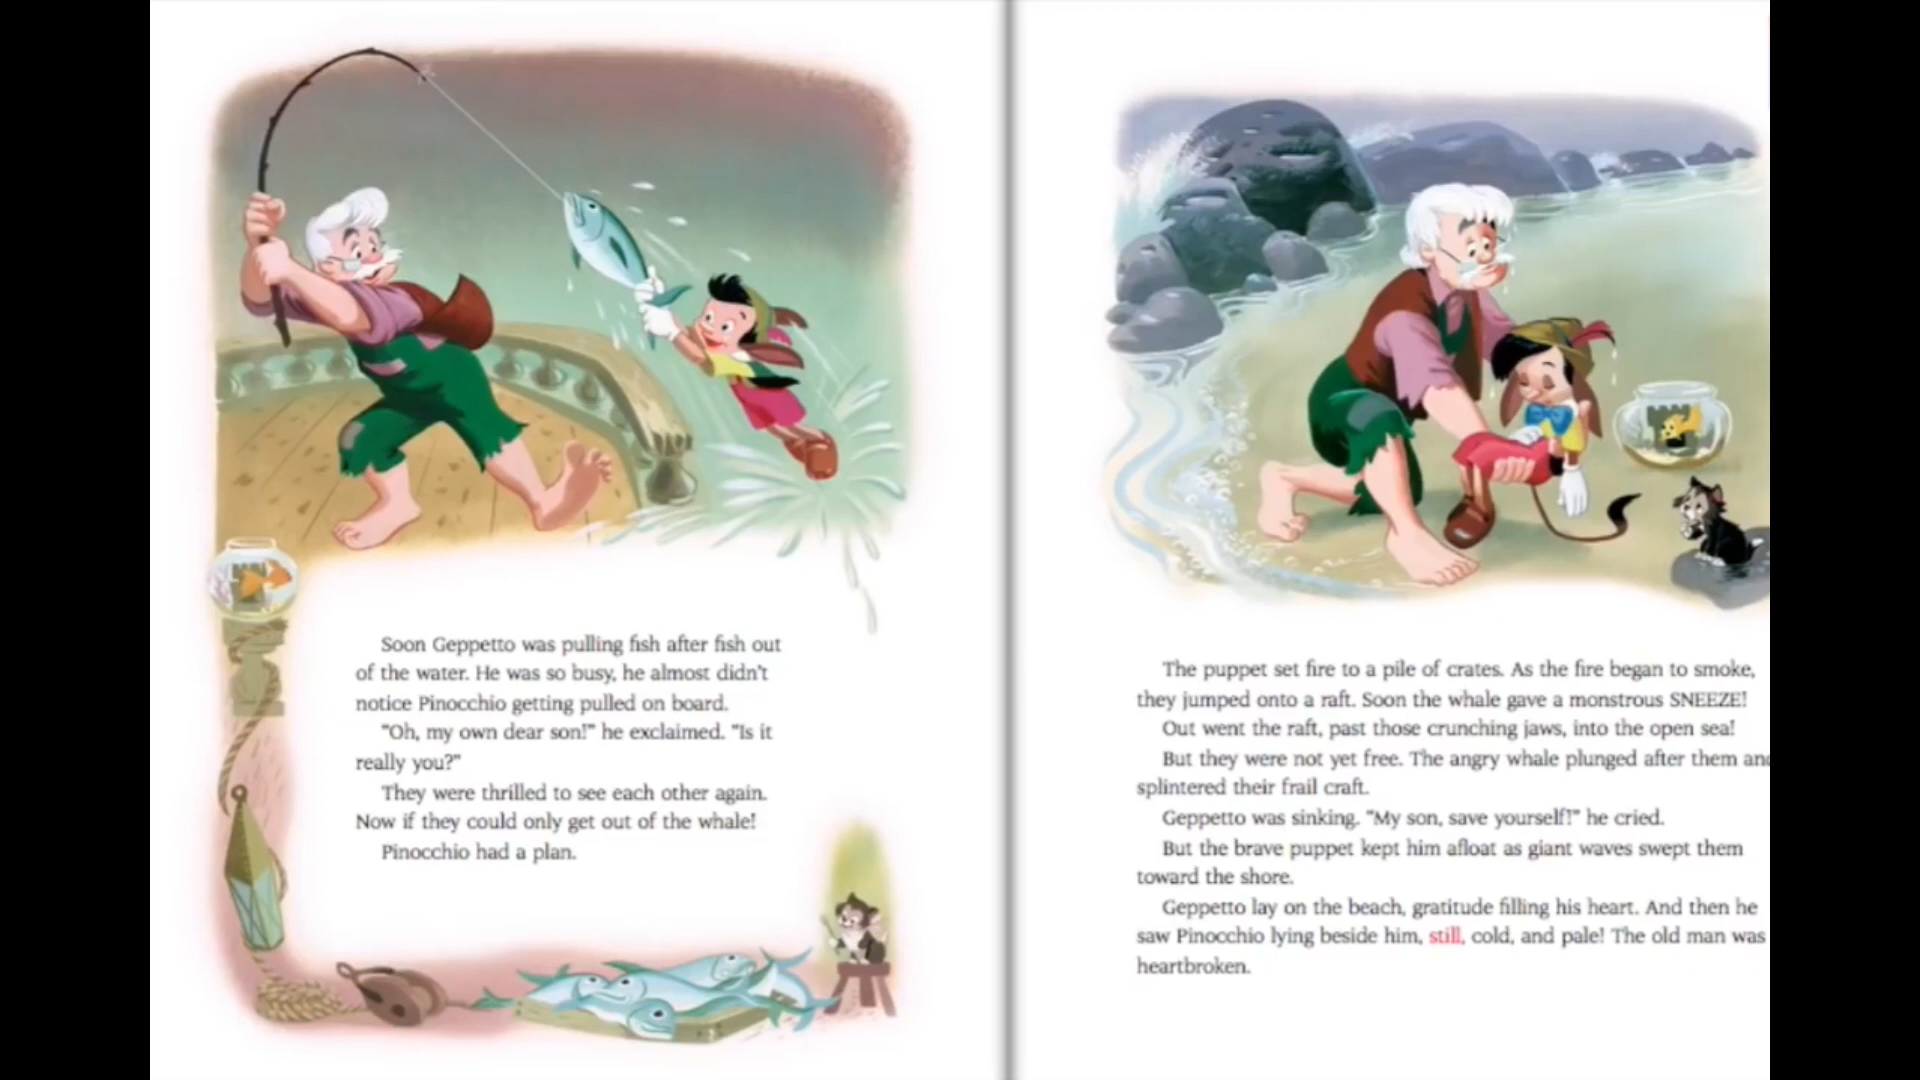 Soon Geppetto was pulling fish after fish out
of the water. He was so busy, he almost didn't
notice Pinocchio getting pulled on board.
"Oh, my own dear son!" he exclaimed. "Is it
really you?"
They were thrilled to see each other again.
Now if they could only get out of the whale!
Pinocchio had a plan.
The puppet set fire to a pile of crates. As the fire began to smoke,
they jumped onto a raft. Soon the whale gave a monstrous SNEEZE!
Out went the raft, past those crunching jaws, into the open sea!
But they were not yet free. The angry whale plunged after them and
splintered their frail craft.
Geppetto was sinking. "My son, save yourself!" he cried.
But the brave puppet kept him afloat as giant waves swept them
toward the shore.
Geppetto lay on the beach, gratitude filling his heart. And then he
saw Pinocchio lying beside him, still, cold, and pale! The old man was
heartbroken.